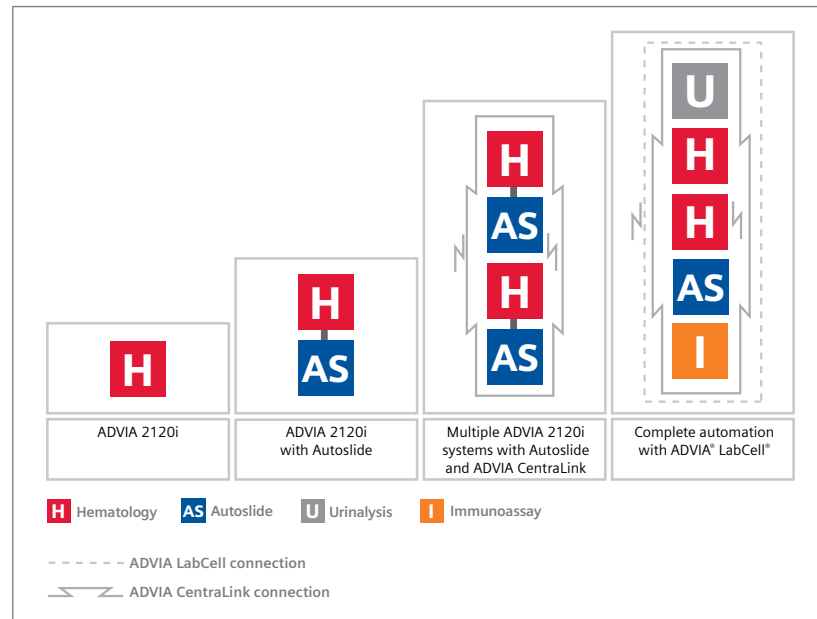 U
H
H
AS
I
H
AS
H
AS
H
AS
H
ADVIA 2120i
ADVIA 2120i
with Autoslide
Multiple ADVIA 2120i
systems with Autoslide
and ADVIA CentraLink
Complete automation
with ADVIA® LabCell®
H Hematology AS Autoslide U Urinalysis I Immunoassay
ADVIA LabCell connection
ADVIA CentraLink connection